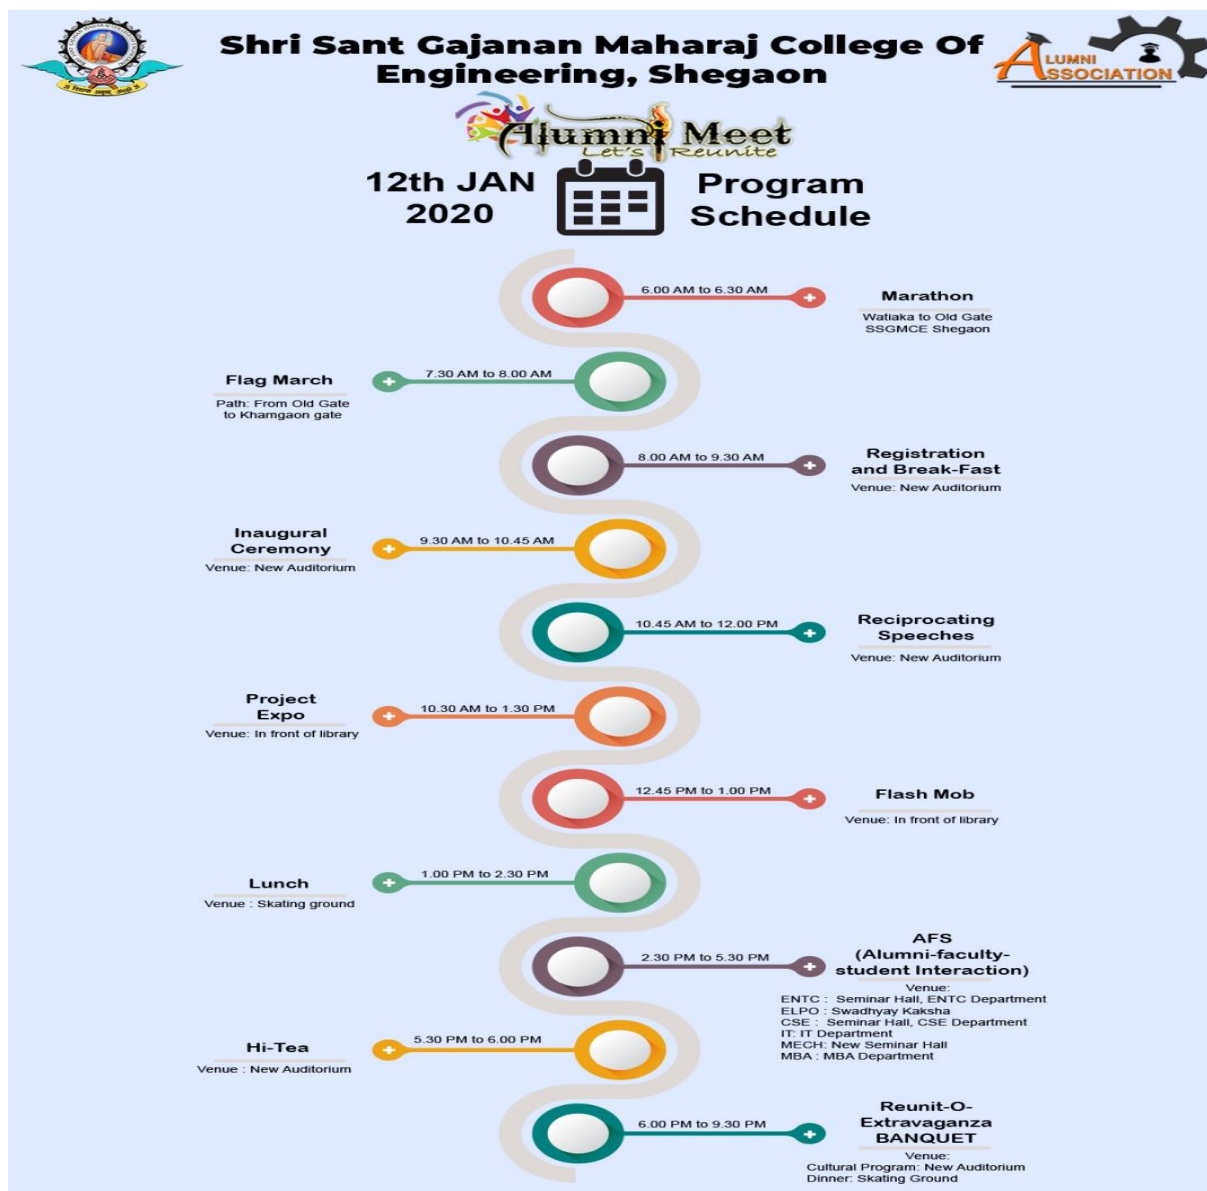 Shri Sant Gajanan Maharaj College Of
Engineering, Shegaon
ALUMNI
ASSOCIATION
Alumni Meet
Let's Reunite
12th JAN
2020
Program
Schedule
6.00 AM to 6.30 AM
Marathon
Watiaka to Old Gate
SSGMCE Shegaon
7.30 AM to 8.00 AM
Flag March
Path: From Old Gate
to Khamgaon gate
8.00 AM to 9.30 AM
Registration
and Break-Fast
Venue: New Auditorium
9.30 AM to 10.45 AM
Inaugural
Ceremony
Venue: New Auditorium
10.45 AM to 12.00 PM
Reciprocating
Speeches
Venue: New Auditorium
10.30 AM to 1.30 PM
Project
Expo
Venue: In front of library
12.45 PM to 1.00 PM
Flash Mob
Venue: In front of library
1.00 PM to 2.30 PM
Lunch
Venue : Skating ground
2.30 PM to 5.30 PM
AFS
(Alumni-faculty-
student Interaction)
Venue:
ENTC : Seminar Hall, ENTC Department
ELPO : Swadhyay Kaksha
CSE : Seminar Hall, CSE Department
IT: IT Department
MECH: New Seminar Hall
MBA : MBA Department
5.30 PM to 6.00 PM
Hi-Tea
Venue : New Auditorium
6.00 PM to 9.30 PM
Reunit-O-
Extravaganza
BANQUET
Venue:
Cultural Program: New Auditorium
Dinner: Skating Ground